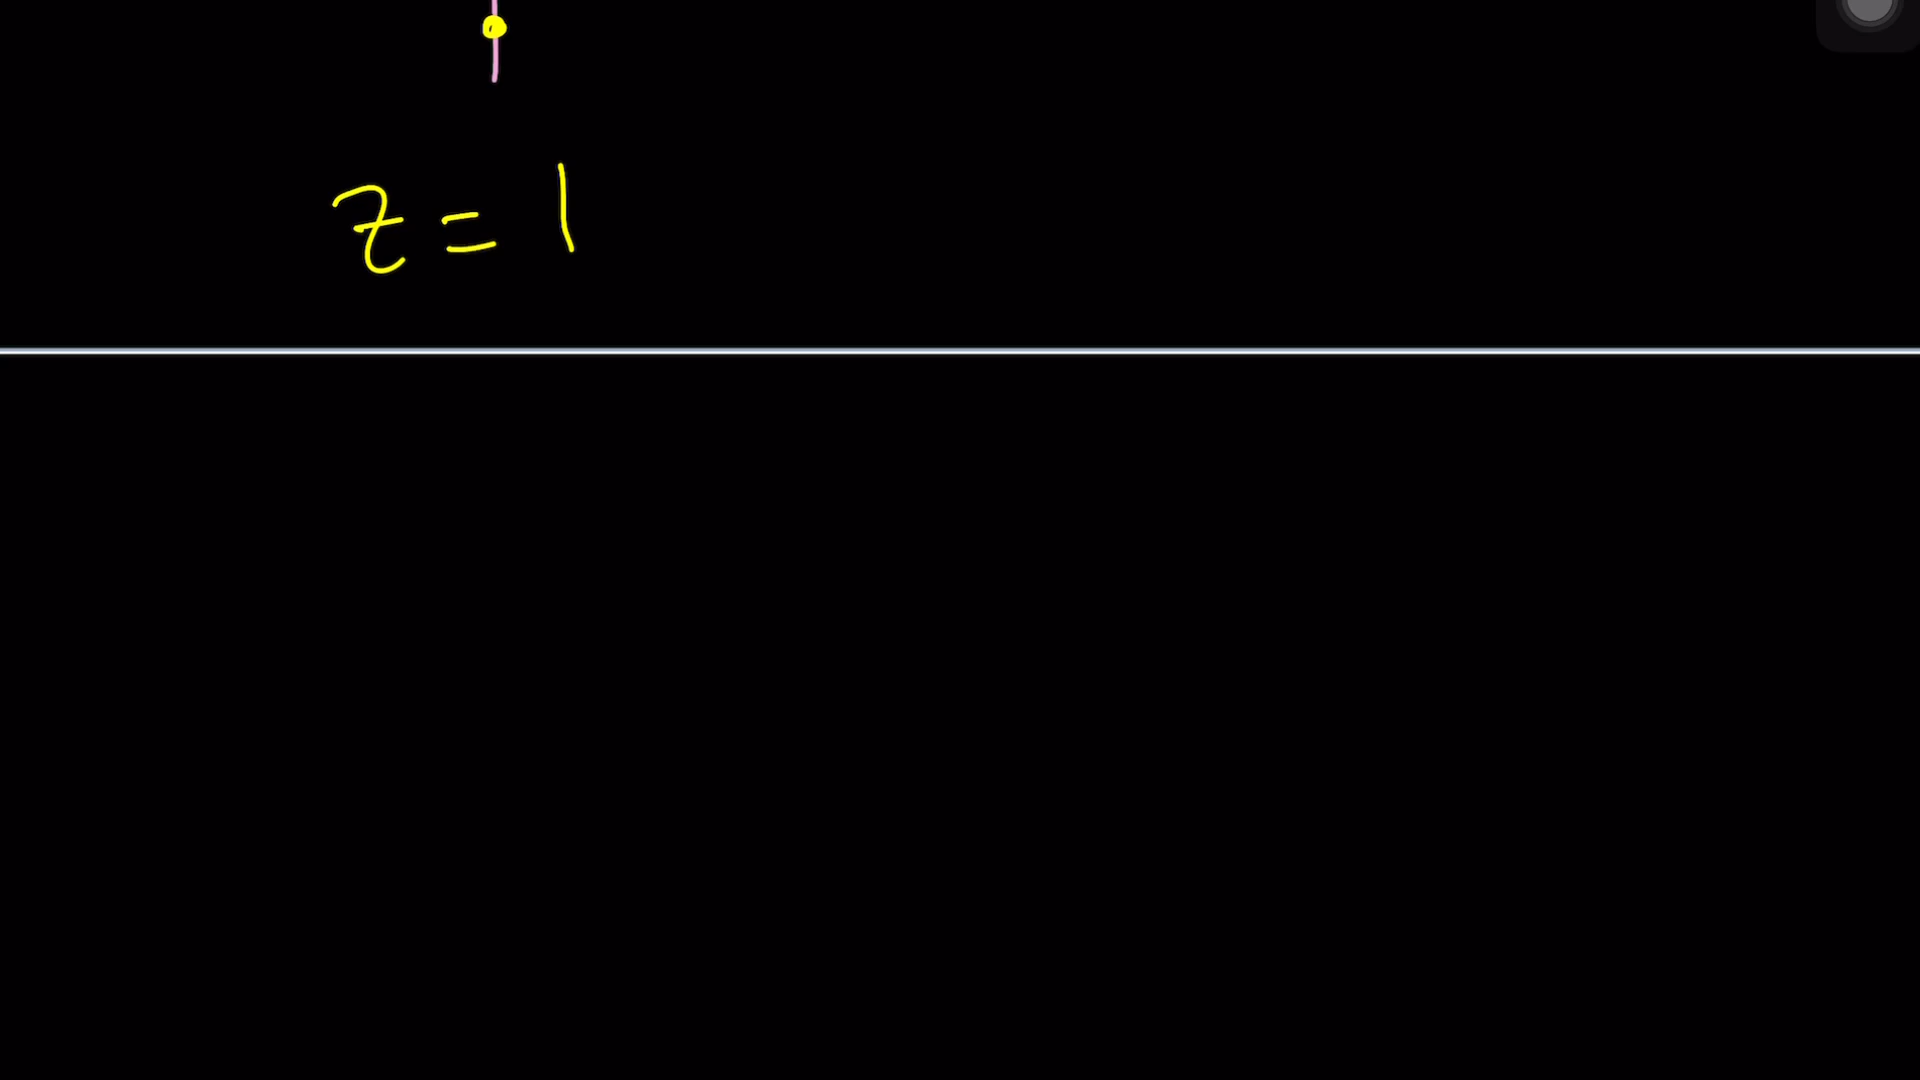 z = 1